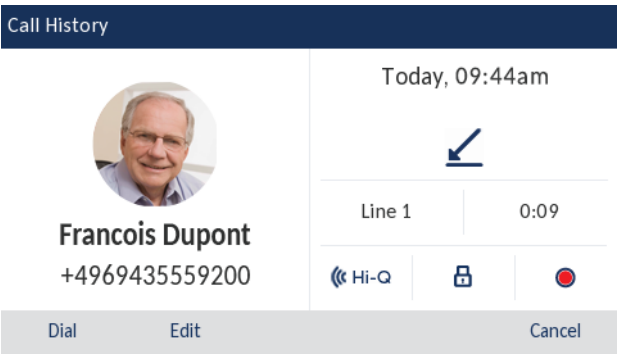 Call History
Francois Dupont
+4969435559200
Today, 09:44am
Line 1 0:09
Hi-Q
Dial Edit Cancel